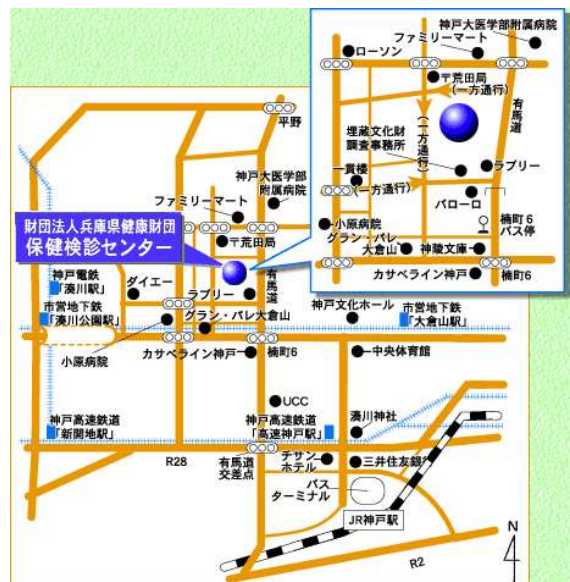 神戸大医学部附属病院
ファミリーマート
ローソン
〒荒田局
(一方通行)
有馬道
(一方通行)
埋蔵文化財
調査事務所
ラブリー
一貫楼
(一方通行)
パローロ
楠町6
バス停
小原病院
グラン・バレ
大倉山
神陵文庫
カサベライン神戸
楠町6
平野
神戸大医学部
附属病院
ファミリーマート
〒荒田局
財団法人兵庫県健康財団
保健検診センター
神戸電鉄
「湊川駅」
ダイエー
ラブリー
有馬道
市営地下鉄
「湊川公園駅」
グラン・バレ大倉山
神戸文化ホール
市営地下鉄
「大倉山駅」
小原病院
カサベライン神戸
楠町6
中央体育館
UCC
神戸高速鉄道
「新開地駅」
神戸高速鉄道
「高速神戸駅」
湊川神社
R28
有馬道
交差点
チサン
ホテル
三井住友銀
バス
ターミナル
JR神戸駅
R2
N